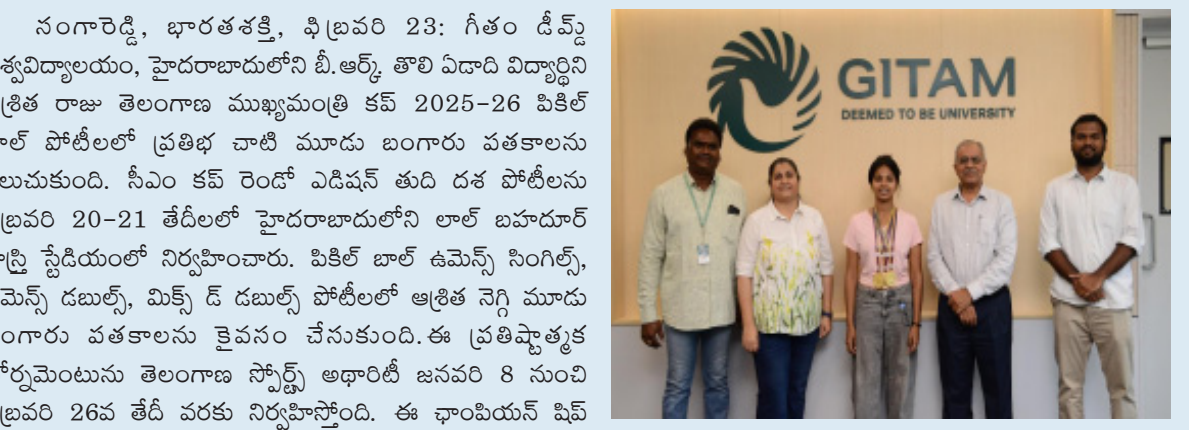 నంగారెడ్డి, భారతశక్తి, ఫిబ్రవరి 23: గీతం డీమ్డ్
శ్వవిద్యాలయం, హైదరాబాదులోని బీ.ఆర్క్ తొలి ఏడాది విద్యార్థిని
శ్రిత రాజు తెలంగాణ ముఖ్యమంత్రి కప్ 2025-26 పికిల్
ాల్ పోటీలలో ప్రతిభ చాటి మూడు బంగారు పతకాలను
లుచుకుంది. సీఎం కప్ రెండో ఎడిషన్ తుది దశ పోటీలను
బ్రవరి 20-21 తేదీలలో హైదరాబాదులోని లాల్ బహదూర్
ాస్త్రి స్టేడియంలో నిర్వహించారు. పికిల్ బాల్ ఉమెన్స్ సింగిల్స్,
మెన్స్ డబుల్స్, మిక్స్ డ్ డబుల్స్ పోటీలలో ఆశ్రిత నెగ్గి మూడు
ంగారు పతకాలను కైవసం చేసుకుంది.ఈ ప్రతిష్టాత్మక
ోర్నమెంటును తెలంగాణ స్పోర్ట్స్ అథారిటీ జనవరి 8 నుంచి
బ్రవరి 26వ తేదీ వరకు నిర్వహిస్తోంది. ఈ ఛాంపియన్ షిప్
GITAM
DEEMED TO BE UNIVERSITY